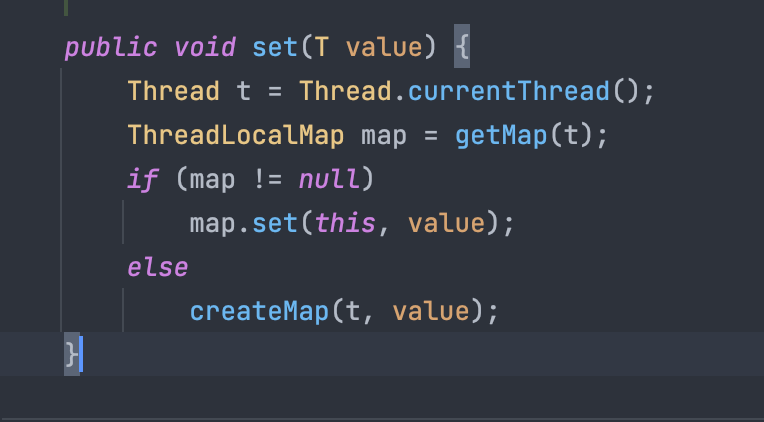 public void set(T value) {
    Thread t = Thread.currentThread();
    ThreadLocalMap map = getMap(t);
    if (map != null)
        map.set(this, value);
    else
        createMap(t, value);
}